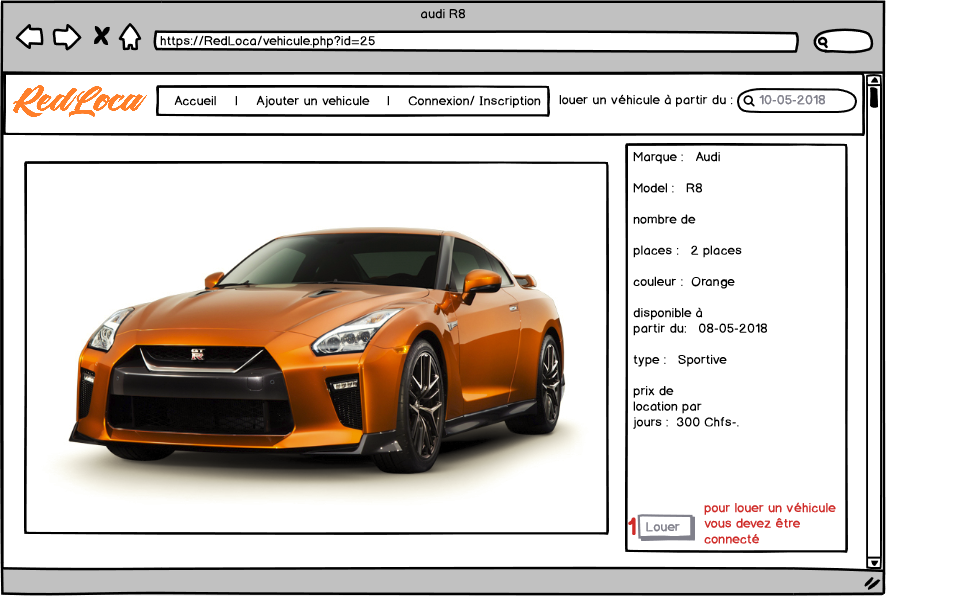 audi R8
https://RedLoca/vehicule.php?id=25
RedLoca
Accueil | Ajouter un vehicule | Connexion/ Inscription
louer un véhicule à partir du : 10-05-2018
Marque : Audi
Model : R8
nombre de
places : 2 places
couleur : Orange
disponible à
partir du: 08-05-2018
type : Sportive
prix de
location par
jours : 300 Chfs-.
GT
R
1 Louer
pour louer un véhicule
vous devez être
connecté